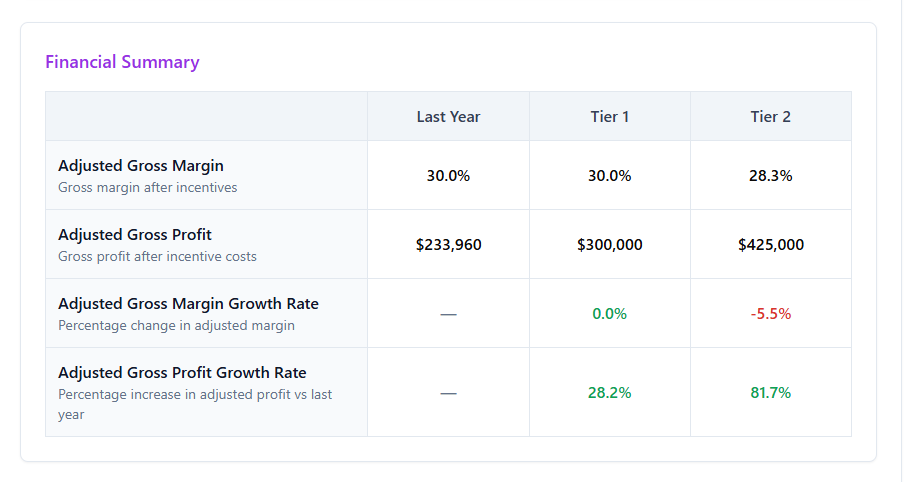 Financial Summary
Last Year Tier 1 Tier 2
Adjusted Gross Margin
Gross margin after incentives
30.0% 30.0% 28.3%
Adjusted Gross Profit
Gross profit after incentive costs
$233,960 $300,000 $425,000
Adjusted Gross Margin Growth Rate
Percentage change in adjusted margin
— 0.0% -5.5%
Adjusted Gross Profit Growth Rate
Percentage increase in adjusted profit vs last
year
— 28.2% 81.7%